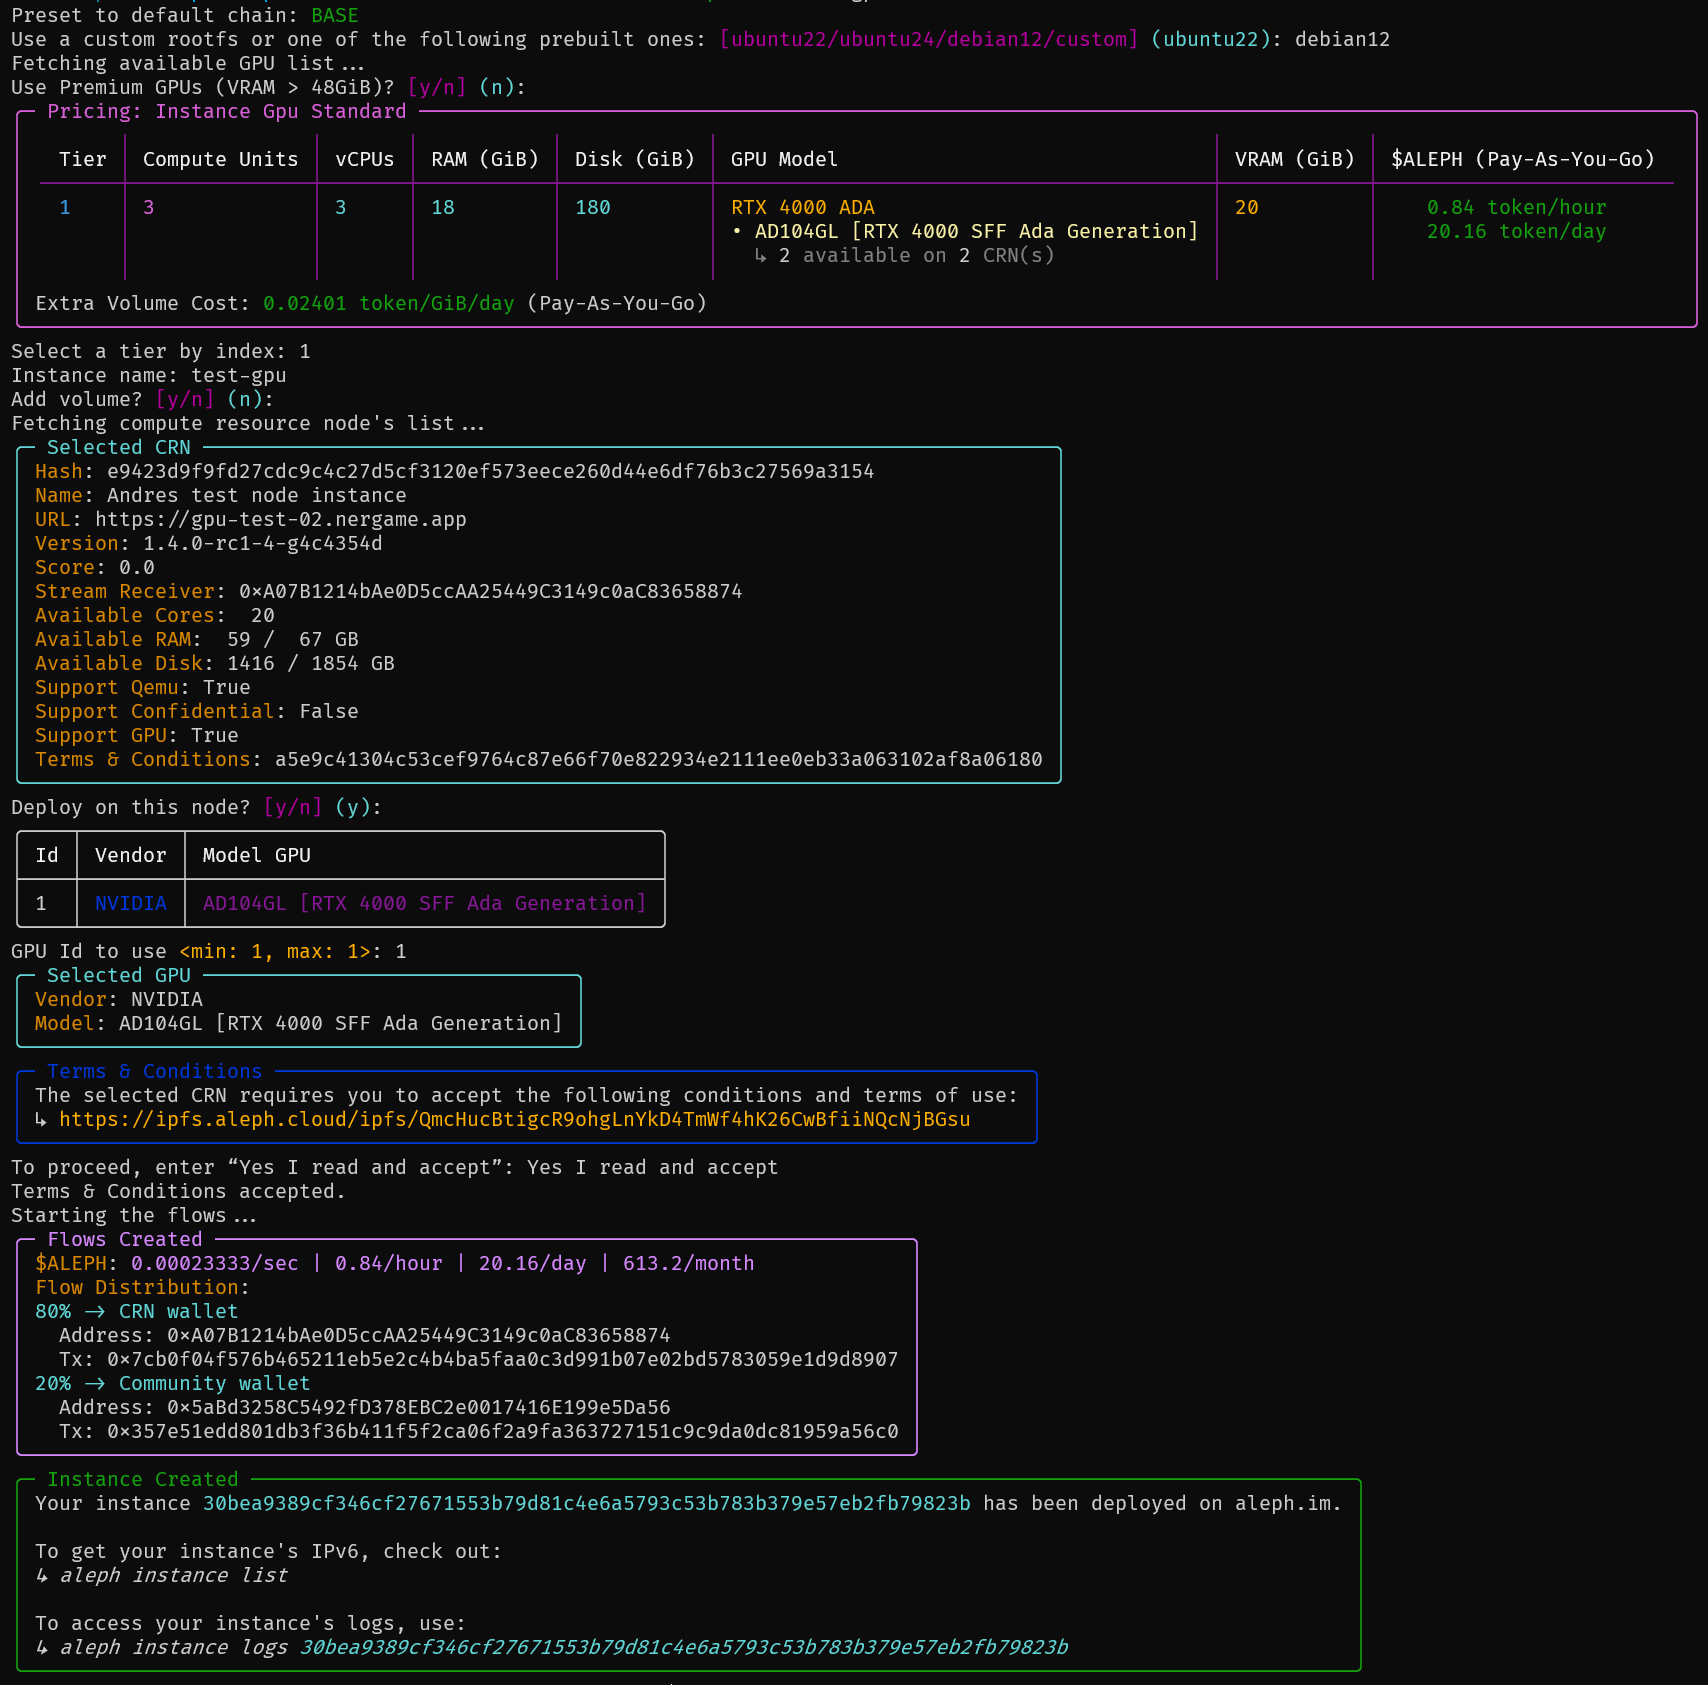 Preset to default chain: BASE
Use a custom rootfs or one of the following prebuilt ones: [ubuntu22/ubuntu24/debian12/custom] (ubuntu22): debian12
Fetching available GPU list...
Use Premium GPUs (VRAM > 48GiB)? [y/n] (n):
Pricing: Instance Gpu Standard
Tier Compute Units vCPUs RAM (GiB) Disk (GiB) GPU Model VRAM (GiB) $ALEPH (Pay-As-You-Go)
1 3 3 18 180 RTX 4000 ADA 20 0.84 token/hour
• AD104GL [RTX 4000 SFF Ada Generation] 20.16 token/day
↳ 2 available on 2 CRN(s)
Extra Volume Cost: 0.02401 token/GiB/day (Pay-As-You-Go)
Select a tier by index: 1
Instance name: test-gpu
Add volume? [y/n] (n):
Fetching compute resource node's list...
Selected CRN
Hash: e9423d9f9fd27cdc9c4c27d5cf3120ef573eece260d44e6df76b3c27569a3154
Name: Andres test node instance
URL: https://gpu-test-02.nergame.app
Version: 1.4.0-rc1-4-g4c4354d
Score: 0.0
Stream Receiver: 0xA07B1214bAe0D5ccAA25449C3149c0aC83658874
Available Cores: 20
Available RAM: 59 / 67 GB
Available Disk: 1416 / 1854 GB
Support Qemu: True
Support Confidential: False
Support GPU: True
Terms & Conditions: a5e9c41304c53cef9764c87e66f70e822934e2111ee0eb33a063102af8a06180
Deploy on this node? [y/n] (y):
Id Vendor Model GPU
1 NVIDIA AD104GL [RTX 4000 SFF Ada Generation]
GPU Id to use <min: 1, max: 1>: 1
Selected GPU
Vendor: NVIDIA
Model: AD104GL [RTX 4000 SFF Ada Generation]
Terms & Conditions
The selected CRN requires you to accept the following conditions and terms of use:
↳ https://ipfs.aleph.cloud/ipfs/QmcHucBtigcR9ohgLnYkD4TmWf4hK26CwBfiiNQcNjBGsu
To proceed, enter “Yes I read and accept”: Yes I read and accept
Terms & Conditions accepted.
Starting the flows...
Flows Created
$ALEPH: 0.00023333/sec | 0.84/hour | 20.16/day | 613.2/month
Flow Distribution:
80% -> CRN wallet
Address: 0xA07B1214bAe0D5ccAA25449C3149c0aC83658874
Tx: 0x7cb0f04f576b465211eb5e2c4b4ba5faa0c3d991b07e02bd5783059e1d9d8907
20% -> Community wallet
Address: 0x5aBd3258C5492fD378EBC2e0017416E199e5Da56
Tx: 0x357e51edd801db3f36b411f5f2ca06f2a9fa363727151c9c9da0dc81959a56c0
Instance Created
Your instance 30bea9389cf346cf27671553b79d81c4e6a5793c53b783b379e57eb2fb79823b has been deployed on aleph.im.
To get your instance's IPv6, check out:
↳ aleph instance list
To access your instance's logs, use:
↳ aleph instance logs 30bea9389cf346cf27671553b79d81c4e6a5793c53b783b379e57eb2fb79823b